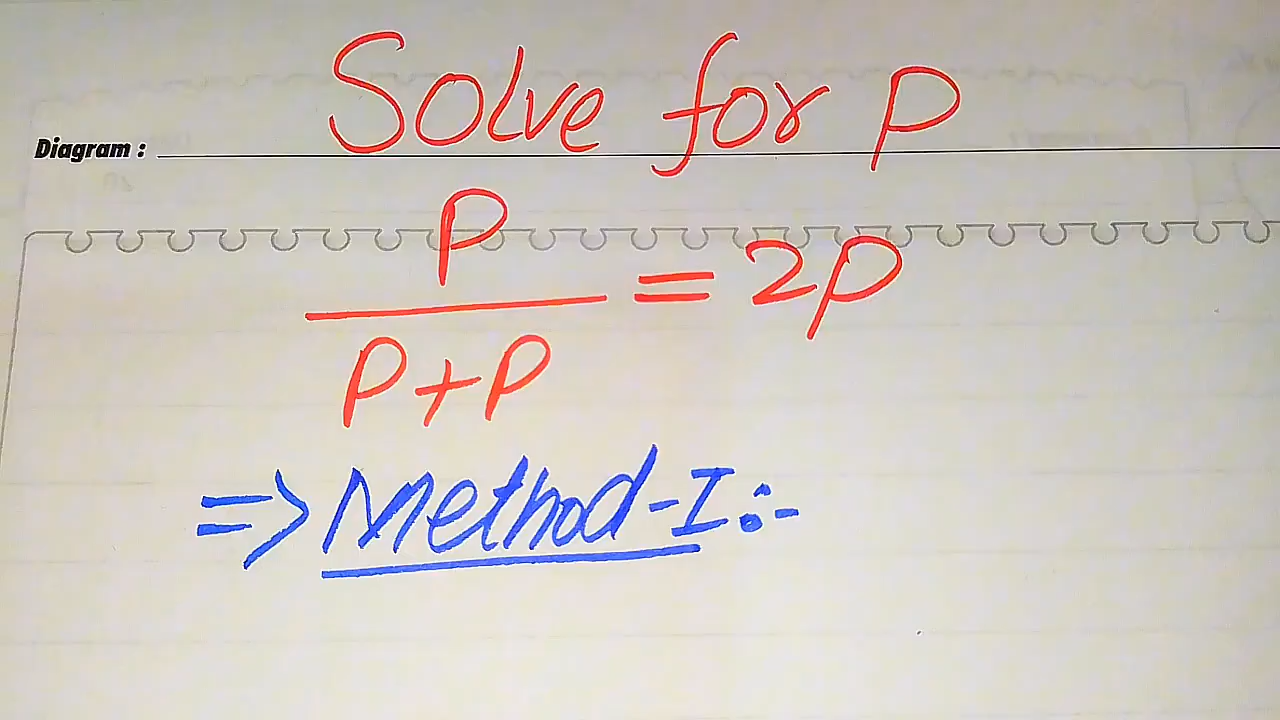 Solve for P
Diagram :
P
P+P
= 2P
=> Method-I :-